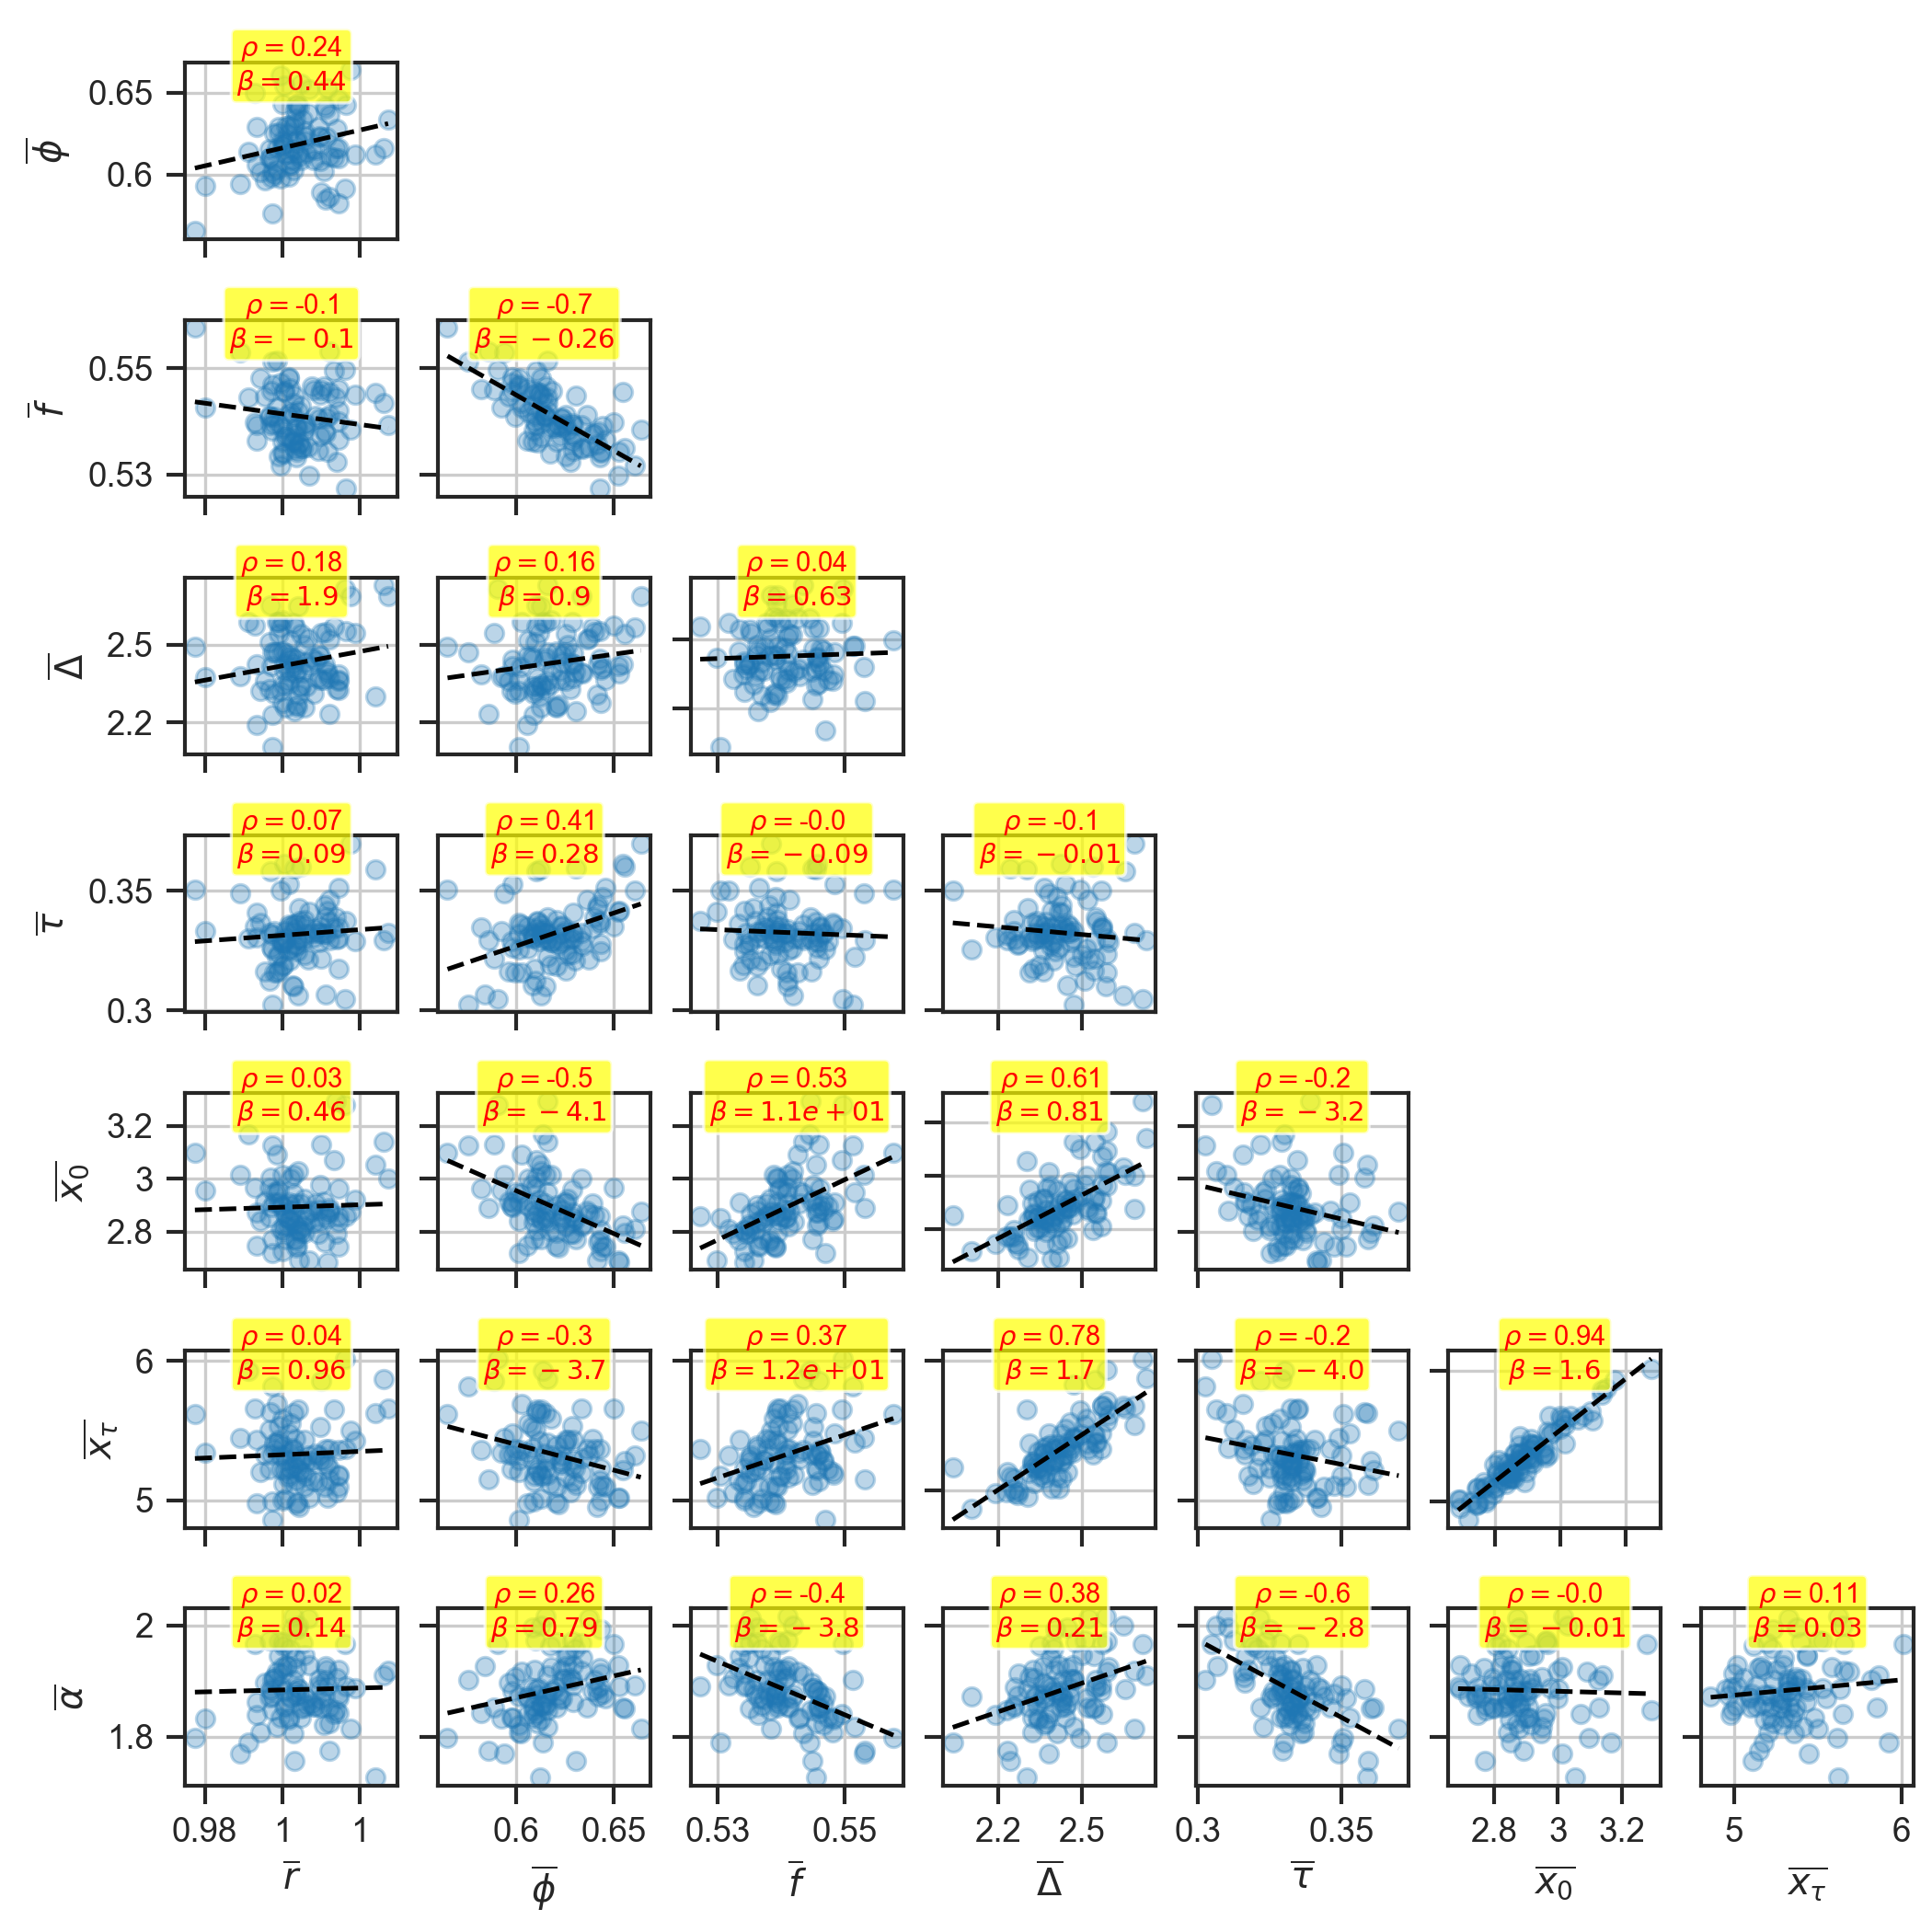 ρ = 0.24
β = 0.44
0.65
0.6
ϕ̅
ρ = -0.1
β = − 0.1
ρ = -0.7
β = − 0.26
0.55
0.53
f̅
ρ = 0.18
β = 1.9
ρ = 0.16
β = 0.9
ρ = 0.04
β = 0.63
2.5
2.2
Δ̅
ρ = 0.07
β = 0.09
ρ = 0.41
β = 0.28
ρ = -0.0
β = − 0.09
ρ = -0.1
β = − 0.01
0.35
0.3
τ̅
ρ = 0.03
β = 0.46
ρ = -0.5
β = − 4.1
ρ = 0.53
β = 1.1e + 01
ρ = 0.61
β = 0.81
ρ = -0.2
β = − 3.2
3.2
3
2.8
x̅₀
ρ = 0.04
β = 0.96
ρ = -0.3
β = − 3.7
ρ = 0.37
β = 1.2e + 01
ρ = 0.78
β = 1.7
ρ = -0.2
β = − 4.0
ρ = 0.94
β = 1.6
6
5
x̅_τ
ρ = 0.02
β = 0.14
ρ = 0.26
β = 0.79
ρ = -0.4
β = − 3.8
ρ = 0.38
β = 0.21
ρ = -0.6
β = − 2.8
ρ = -0.0
β = − 0.01
ρ = 0.11
β = 0.03
2
1.8
α̅
0.98 1 1
0.6 0.65
0.53 0.55
2.2 2.5
0.3 0.35
2.8 3 3.2
5 6
r̅
ϕ̅
f̅
Δ̅
τ̅
x̅₀
x̅_τ